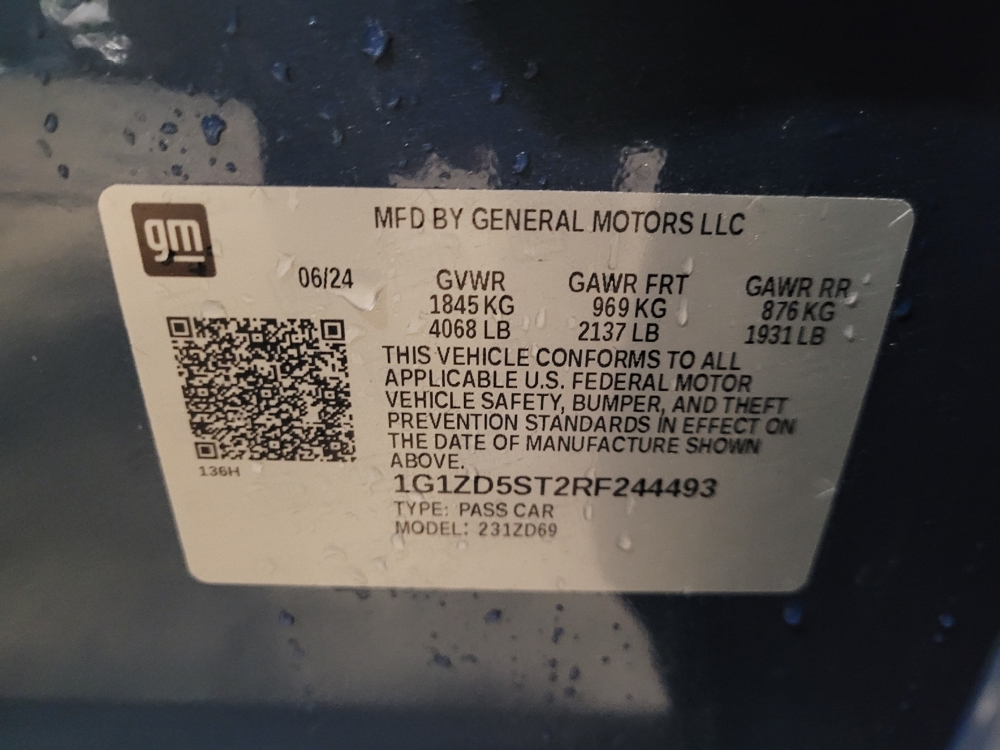 gm
MFD BY GENERAL MOTORS LLC
06/24
GVWR GAWR FRT GAWR RR
1845 KG 969 KG 876 KG
4068 LB 2137 LB 1931 LB
THIS VEHICLE CONFORMS TO ALL
APPLICABLE U.S. FEDERAL MOTOR
VEHICLE SAFETY, BUMPER, AND THEFT
PREVENTION STANDARDS IN EFFECT ON
THE DATE OF MANUFACTURE SHOWN
ABOVE.
136H
1G1ZD5ST2RF244493
TYPE: PASS CAR
MODEL: 231ZD69